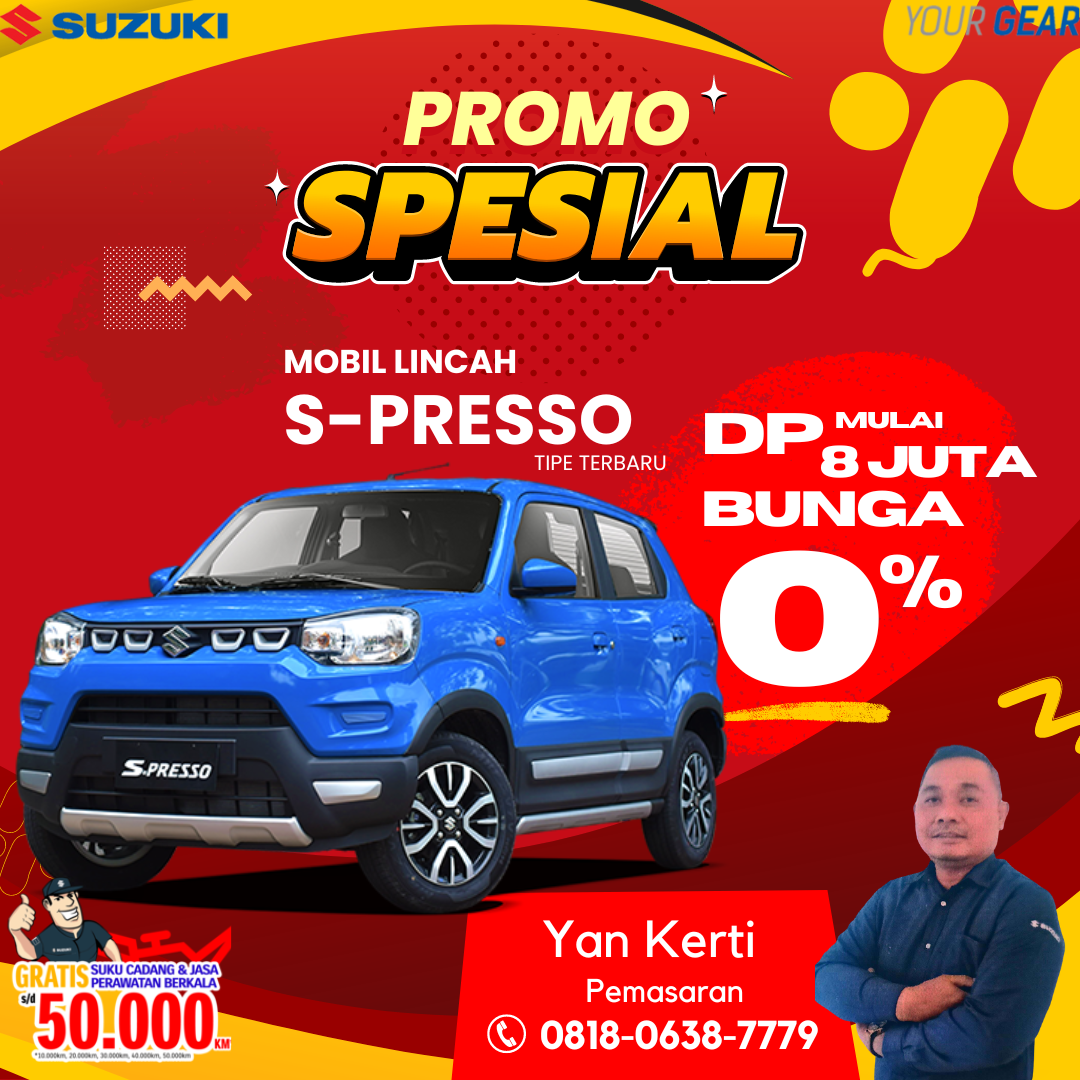 SUZUKI
YOUR GEAR
PROMO
SPESIAL
MOBIL LINCAH
S-PRESSO
TIPE TERBARU
DP MULAI
8 JUTA
BUNGA
0%
S-PRESSO
Yan Kerti
Pemasaran
0818-0638-7779
SUZUKI
SUZUKI
GRATIS SUKU CADANG & JASA
PERAWATAN BERKALA
s/d
50.000 KM
*10.000km, 20.000km, 30.000km, 40.000km, 50.000km